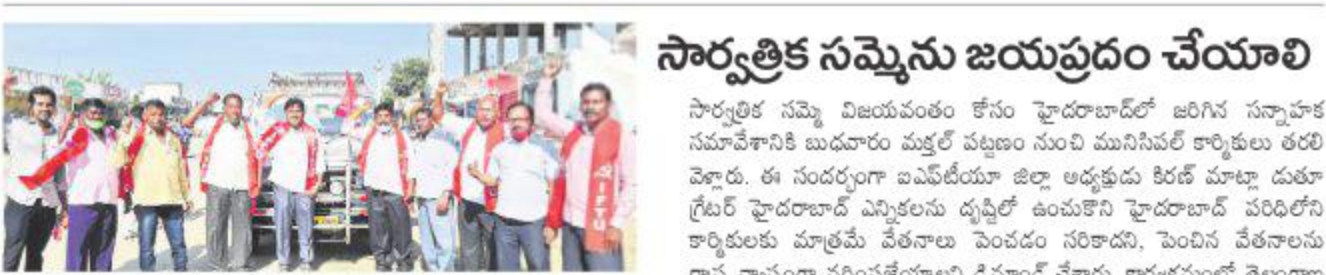 సార్వత్రిక సమ్మెను జయప్రదం చేయాలి
సార్వత్రిక సమ్మె విజయవంతం కోసం హైదరాబాద్‌లో జరిగిన సన్నాహక
సమావేశానికి బుధవారం మక్తల్ పట్టణం నుంచి మునిసిపల్ కార్మికులు తరలి
వెళ్లారు. ఈ సందర్భంగా ఐఎఫ్‌టీయూ జిల్లా అధ్యక్షుడు కిరణ్ మాట్లా డుతూ
గ్రేటర్ హైదరాబాద్ ఎన్నికలను దృష్టిలో ఉంచుకొని హైదరాబాద్ పరిధిలోని
కార్మికులకు మాత్రమే వేతనాలు పెంచడం సరికాదని, పెంచిన వేతనాలను
IFTU